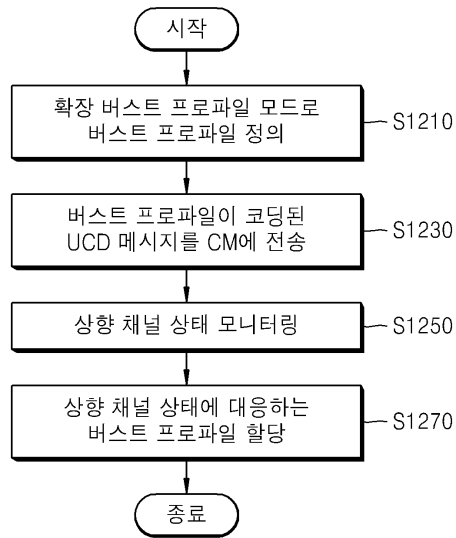 시작
확장 버스트 프로파일 모드로
버스트 프로파일 정의
S1210
버스트 프로파일이 코딩된
UCD 메시지를 CM에 전송
S1230
상향 채널 상태 모니터링
S1250
상향 채널 상태에 대응하는
버스트 프로파일 할당
S1270
종료